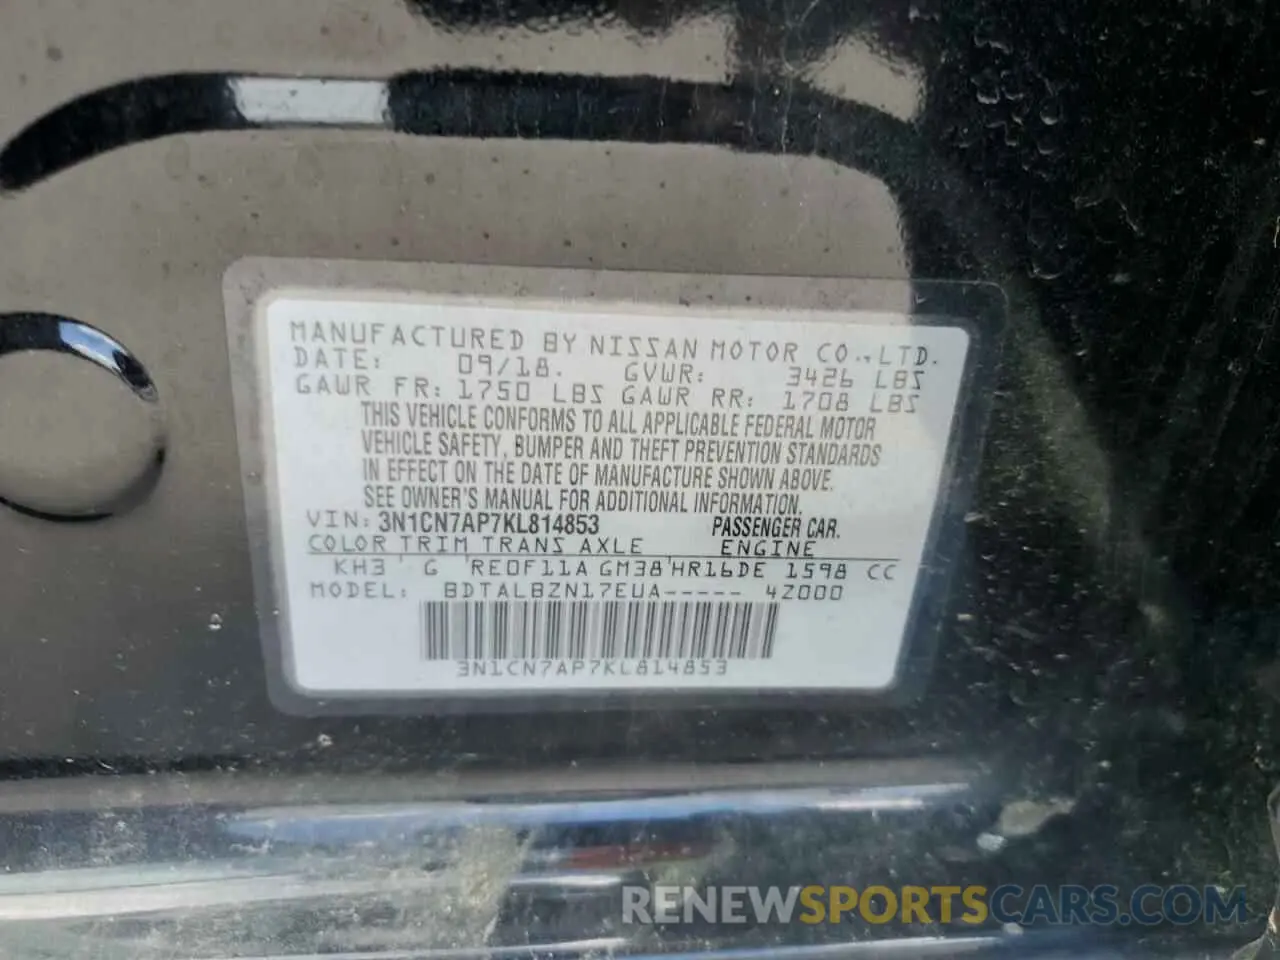 MANUFACTURED BY NISSAN MOTOR CO., LTD.
DATE: 09/18. GVWR: 3426 LBS
GAWR FR: 1750 LBS GAWR RR: 1708 LBS
THIS VEHICLE CONFORMS TO ALL APPLICABLE FEDERAL MOTOR
VEHICLE SAFETY, BUMPER AND THEFT PREVENTION STANDARDS
IN EFFECT ON THE DATE OF MANUFACTURE SHOWN ABOVE.
SEE OWNER'S MANUAL FOR ADDITIONAL INFORMATION.
VIN: 3N1CN7AP7KL814853 PASSENGER CAR.
COLOR TRIM TRANS AXLE ENGINE
KH3 ' G 'RE0F11A GM38'HR16DE 1598 CC
MODEL: BDTALBZN17EUA----- 4Z000
3N1CN7AP7KL814853
RENEWSPORTSCARS.COM